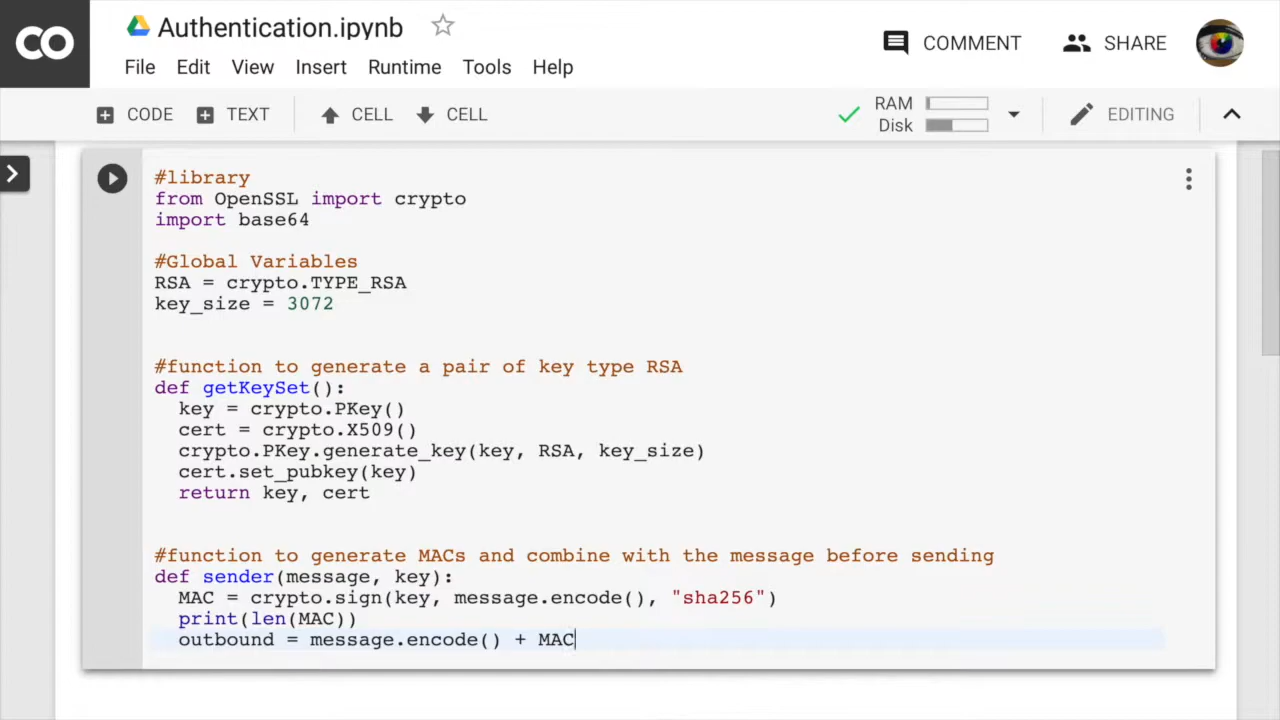 CO Authentication.ipynb
COMMENT SHARE
File Edit View Insert Runtime Tools Help
CODE TEXT CELL CELL RAM Disk EDITING
#library
from OpenSSL import crypto
import base64
#Global Variables
RSA = crypto.TYPE_RSA
key_size = 3072
#function to generate a pair of key type RSA
def getKeySet():
  key = crypto.PKey()
  cert = crypto.X509()
  crypto.PKey.generate_key(key, RSA, key_size)
  cert.set_pubkey(key)
  return key, cert
#function to generate MACs and combine with the message before sending
def sender(message, key):
  MAC = crypto.sign(key, message.encode(), "sha256")
  print(len(MAC))
  outbound = message.encode() + MAC